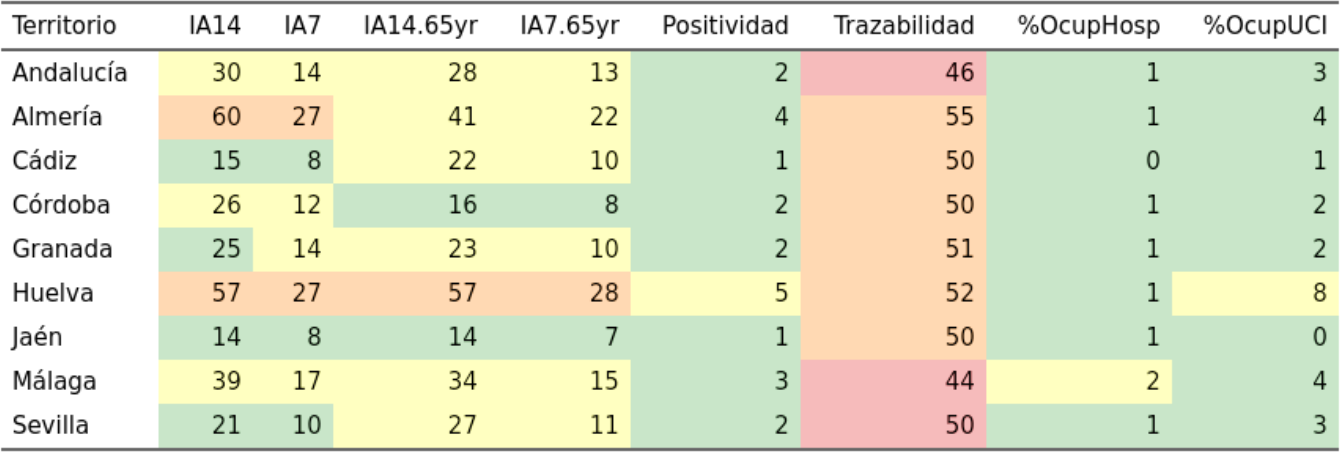 Territorio IA14 IA7 IA14.65yr IA7.65yr Positividad Trazabilidad %OcupHosp %OcupUCI
Andalucía 30 14 28 13 2 46 1 3
Almería 60 27 41 22 4 55 1 4
Cádiz 15 8 22 10 1 50 0 1
Córdoba 26 12 16 8 2 50 1 2
Granada 25 14 23 10 2 51 1 2
Huelva 57 27 57 28 5 52 1 8
Jaén 14 8 14 7 1 50 1 0
Málaga 39 17 34 15 3 44 2 4
Sevilla 21 10 27 11 2 50 1 3